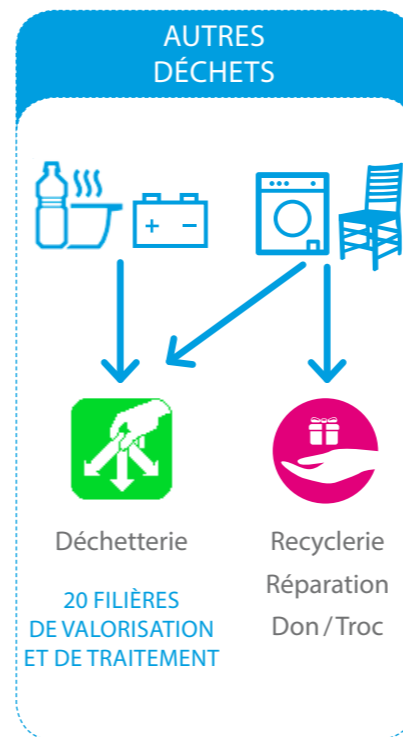 AUTRES
DÉCHETS
Déchetterie
20 FILIÈRES
DE VALORISATION
ET DE TRAITEMENT
Recyclerie
Réparation
Don / Troc